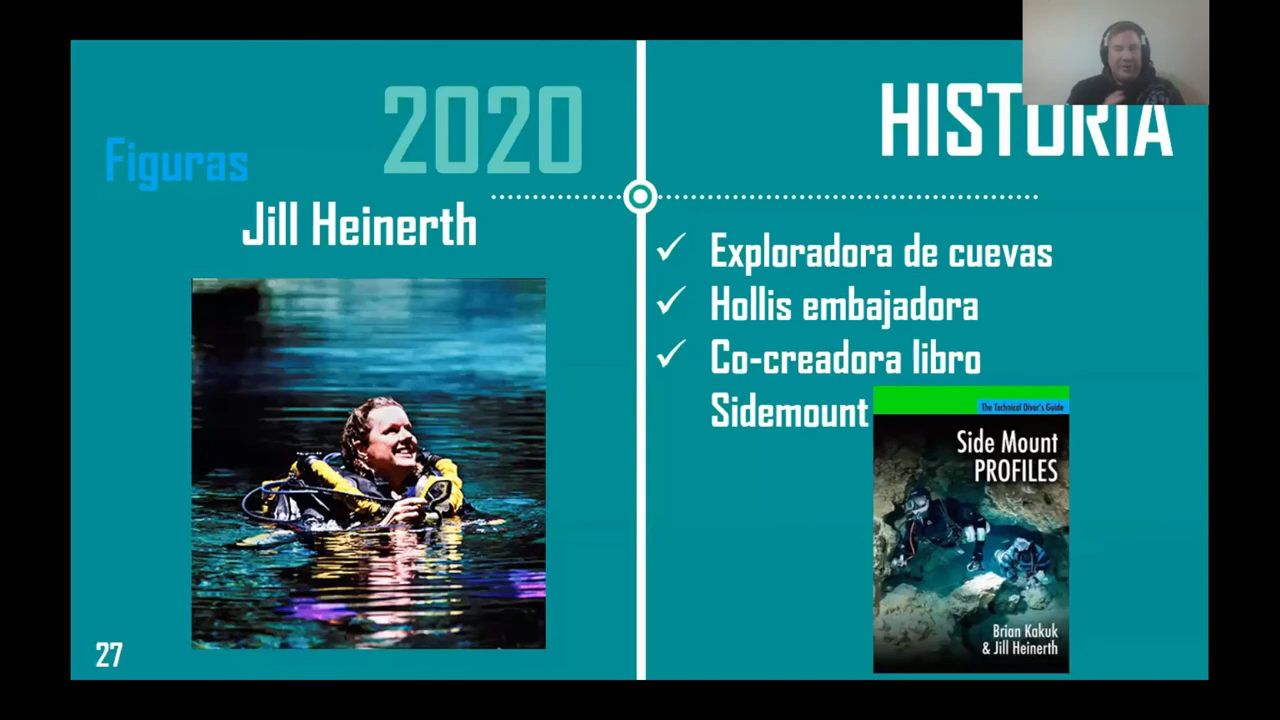 2020
HISTORIA
Figuras
Jill Heinerth
Exploradora de cuevas
Hollis embajadora
Co-creadora libro
Sidemount
The Technical Diver's Guide
Side Mount
PROFILES
Brian Kakuk
& Jill Heinerth
27